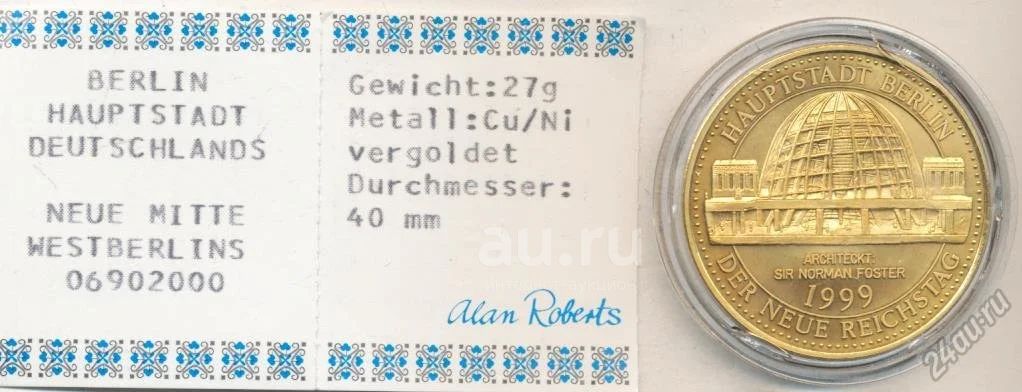 BERLIN
HAUPTSTADT
DEUTSCHLANDS
NEUE MITTE
WESTBERLINS
06902000
Gewicht:27g
Metall:Cu/Ni
vergoldet
Durchmesser:
40 mm
Alan Roberts
au.ru
HAUPTSTADT BERLIN
ARCHITECKT:
SIR NORMAN FOSTER
1999
DER NEUE REICHSTAG
24au.ru